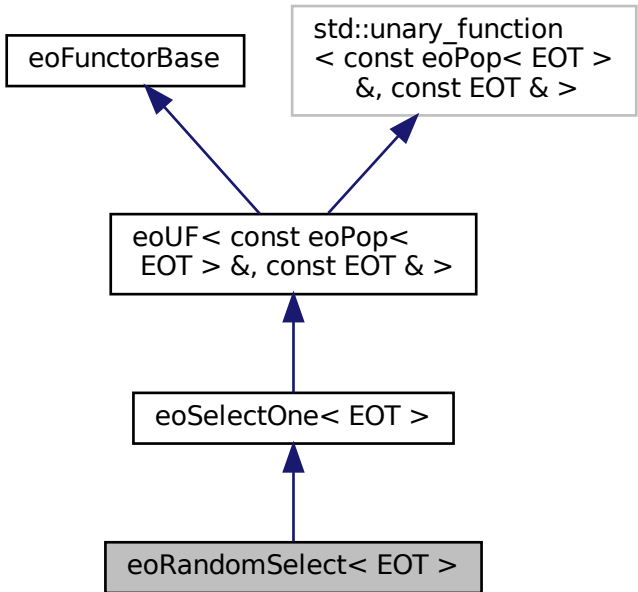 eoFunctorBase
std::unary_function
< const eoPop< EOT >
&, const EOT & >
eoUF< const eoPop<
EOT > &, const EOT & >
eoSelectOne< EOT >
eoRandomSelect< EOT >